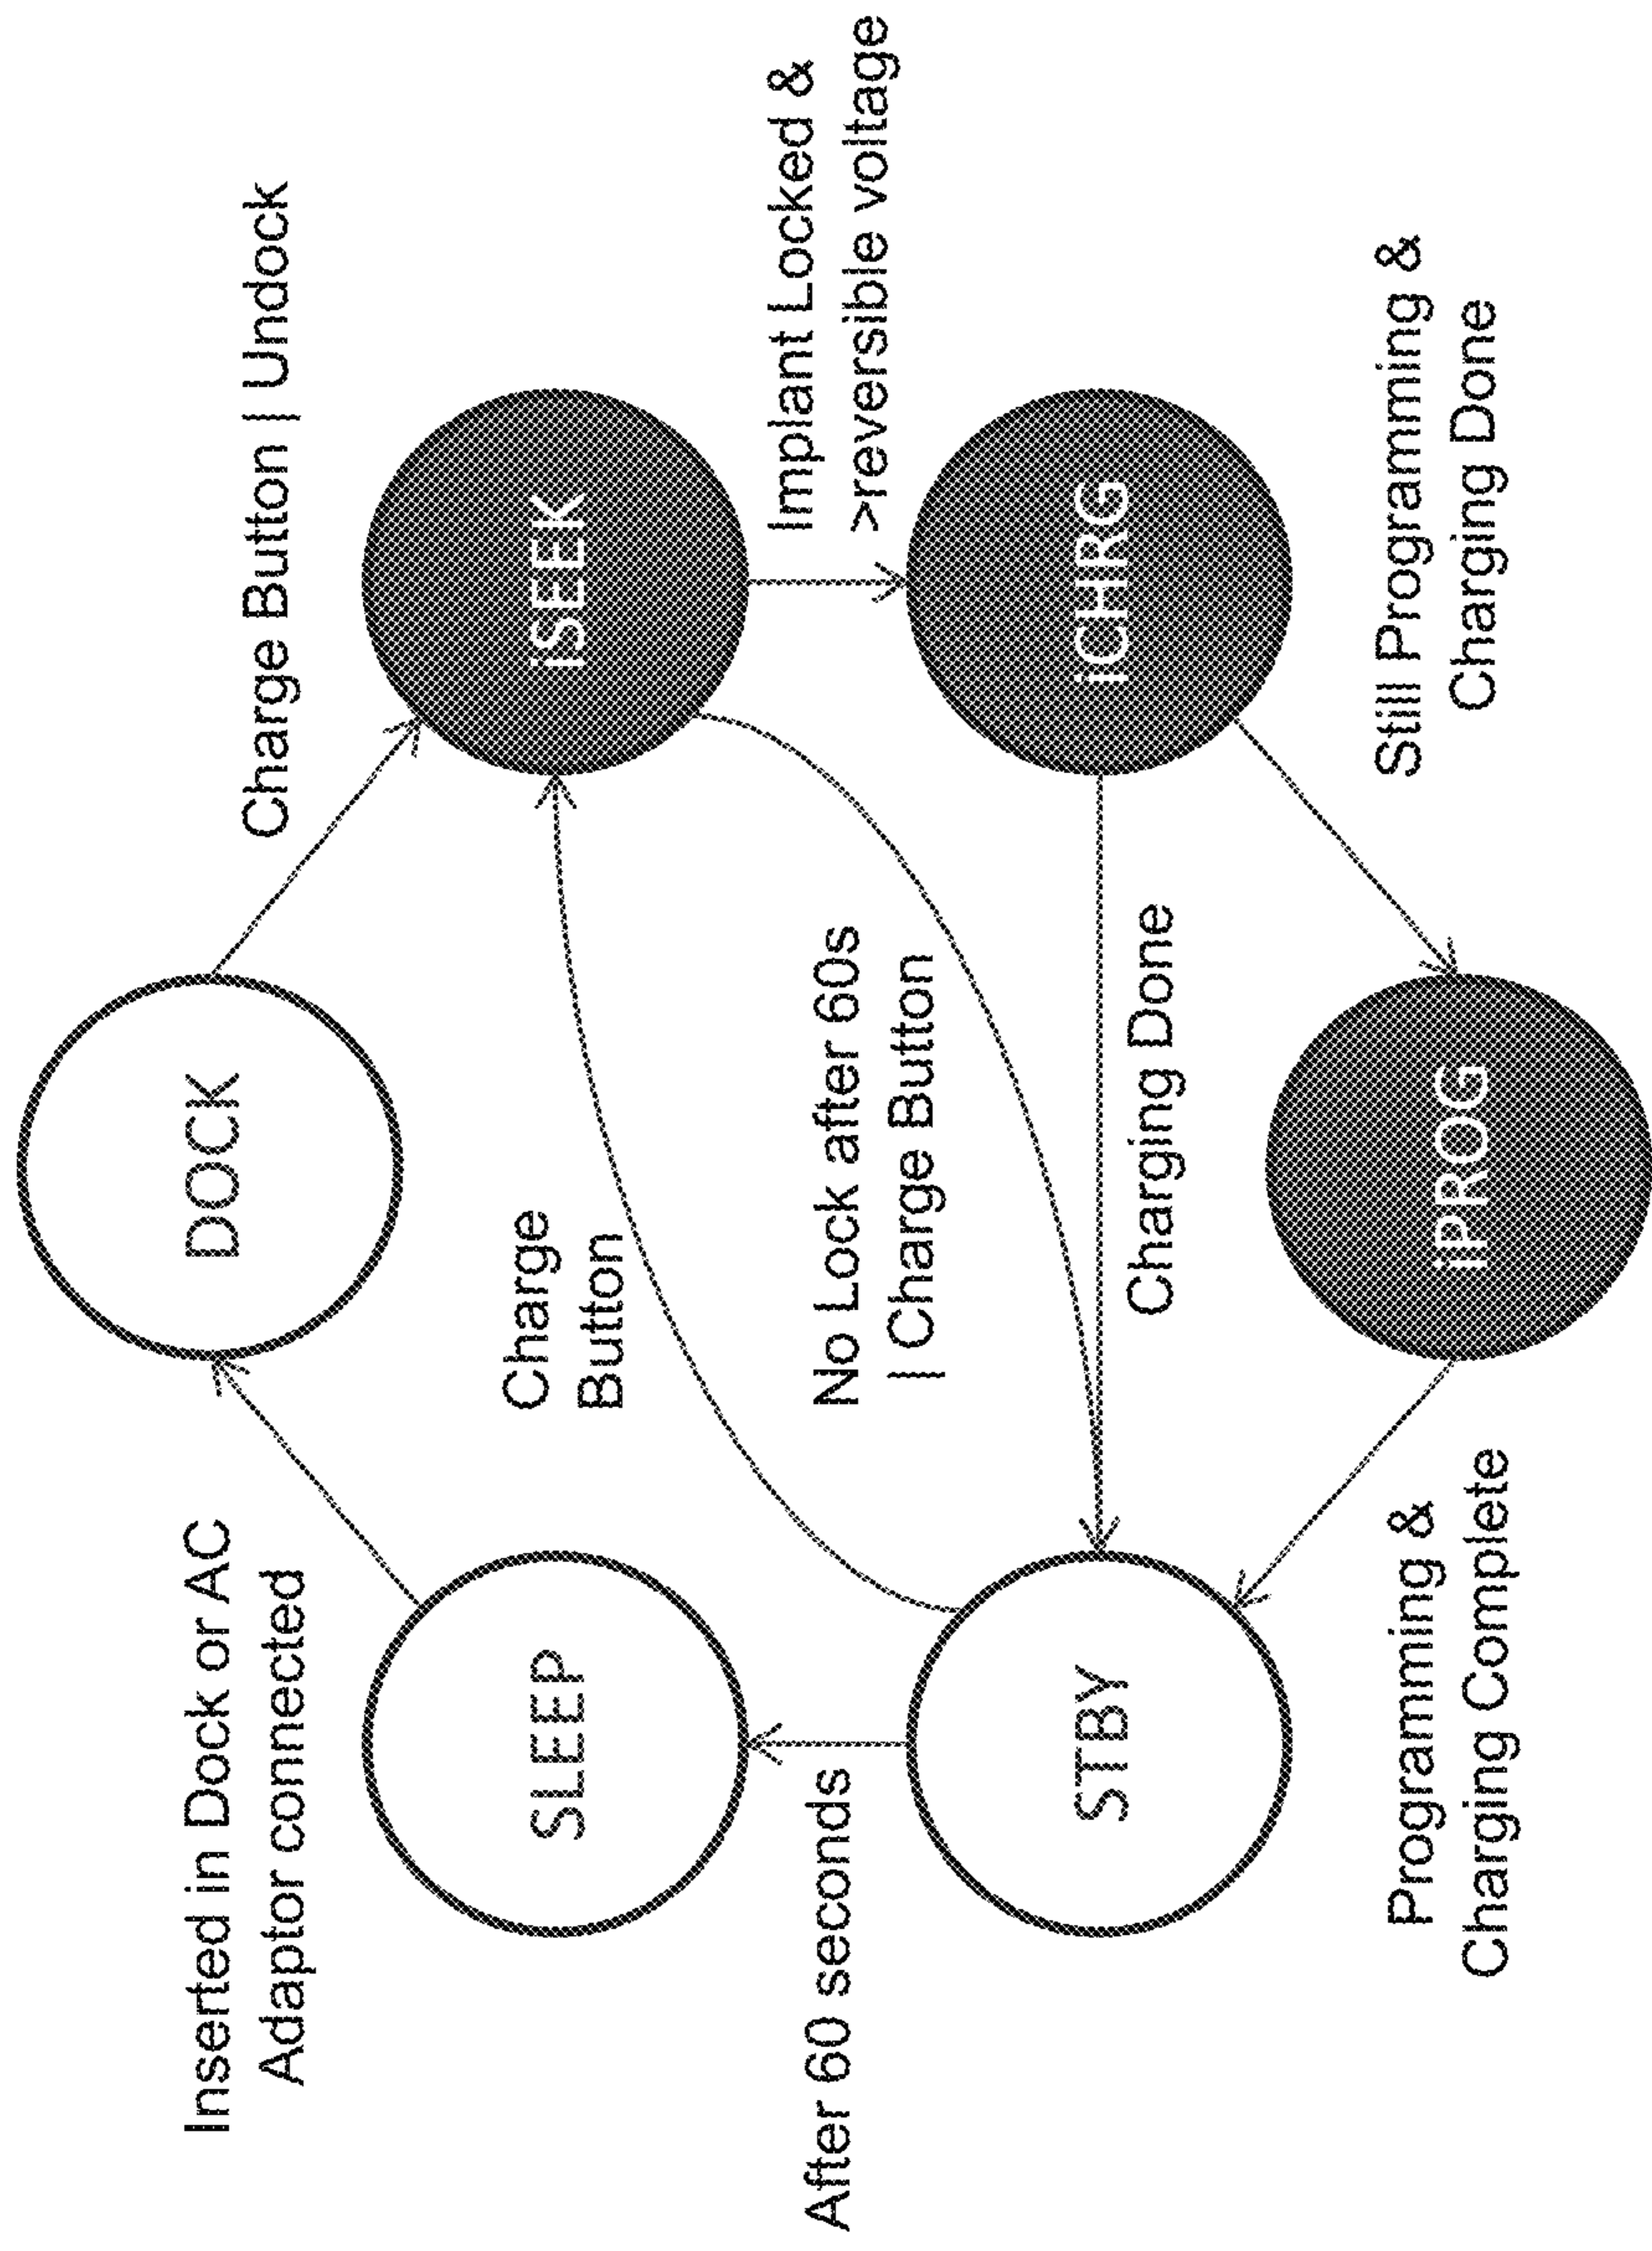 DOCK
Charge Button | Undock
Inserted in Dock or AC
Adaptor connected
SLEEP
iSEEK
Charge
Button
After 60 seconds
No Lock after 60s
| Charge Button
Implant Locked &
>reversible voltage
STBY
Charging Done
iCHRG
Programming &
Charging Complete
iPROG
Still Programming &
Charging Done